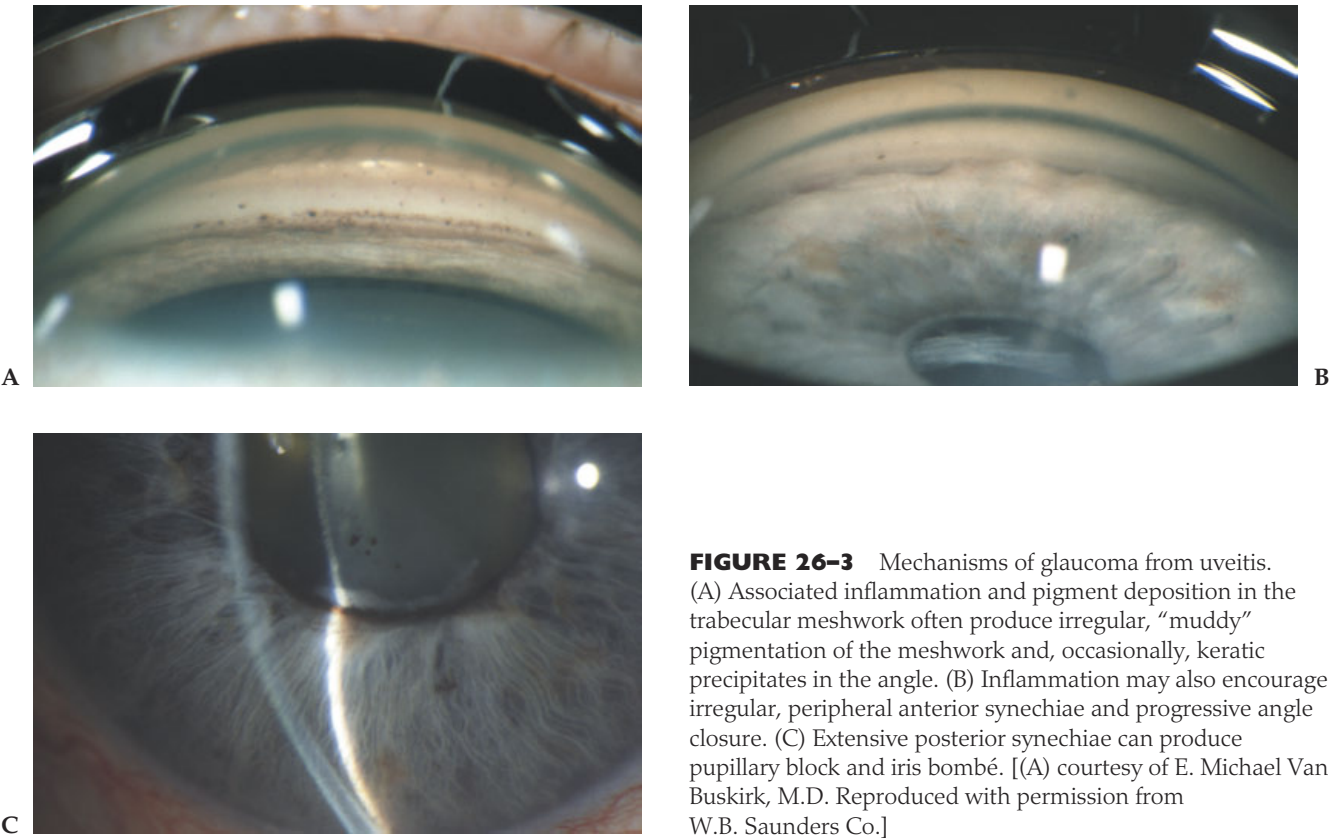 A
B
C
FIGURE 26–3 Mechanisms of glaucoma from uveitis.
(A) Associated inflammation and pigment deposition in the
trabecular meshwork often produce irregular, “muddy”
pigmentation of the meshwork and, occasionally, keratic
precipitates in the angle. (B) Inflammation may also encourage
irregular, peripheral anterior synechiae and progressive angle
closure. (C) Extensive posterior synechiae can produce
pupillary block and iris bombé. [(A) courtesy of E. Michael Van
Buskirk, M.D. Reproduced with permission from
W.B. Saunders Co.]